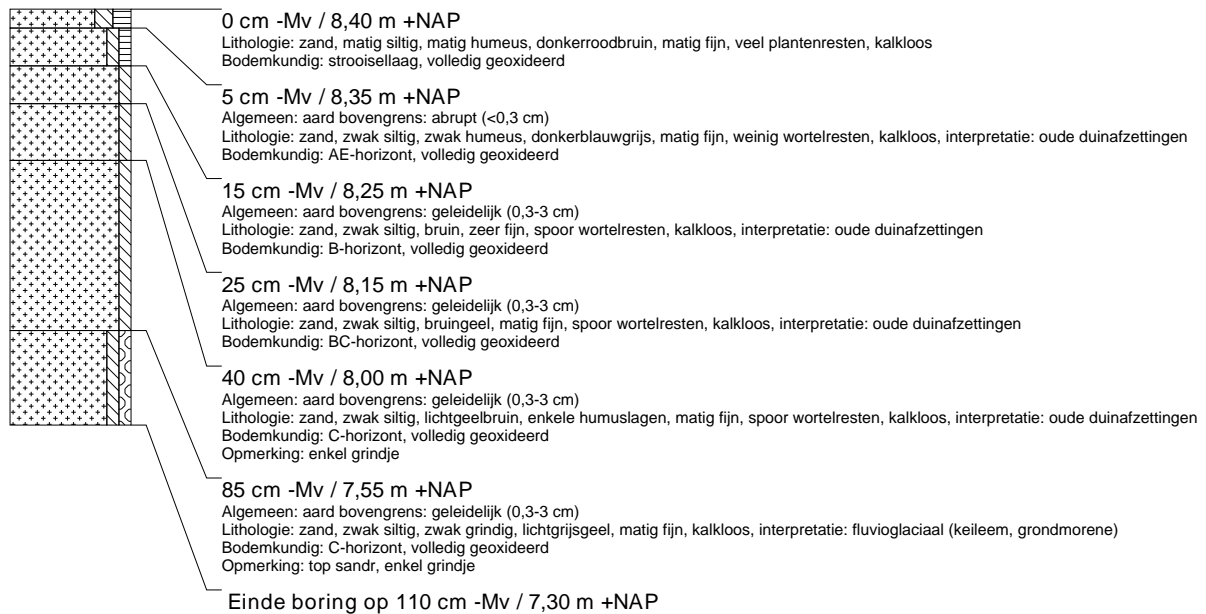 0 cm -Mv / 8,40 m +NAP
Lithologie: zand, matig siltig, matig humeus, donkerroodbruin, matig fijn, veel plantenresten, kalkloos
Bodemkundig: strooisellaag, volledig geoxideerd
5 cm -Mv / 8,35 m +NAP
Algemeen: aard bovengrens: abrupt (<0,3 cm)
Lithologie: zand, zwak siltig, zwak humeus, donkerblauwgrijs, matig fijn, weinig wortelresten, kalkloos, interpretatie: oude duinafzettingen
Bodemkundig: AE-horizont, volledig geoxideerd
15 cm -Mv / 8,25 m +NAP
Algemeen: aard bovengrens: geleidelijk (0,3-3 cm)
Lithologie: zand, zwak siltig, bruin, zeer fijn, spoor wortelresten, kalkloos, interpretatie: oude duinafzettingen
Bodemkundig: B-horizont, volledig geoxideerd
25 cm -Mv / 8,15 m +NAP
Algemeen: aard bovengrens: geleidelijk (0,3-3 cm)
Lithologie: zand, zwak siltig, bruingeel, matig fijn, spoor wortelresten, kalkloos, interpretatie: oude duinafzettingen
Bodemkundig: BC-horizont, volledig geoxideerd
40 cm -Mv / 8,00 m +NAP
Algemeen: aard bovengrens: geleidelijk (0,3-3 cm)
Lithologie: zand, zwak siltig, lichtgeelbruin, enkele humuslagen, matig fijn, spoor wortelresten, kalkloos, interpretatie: oude duinafzettingen
Bodemkundig: C-horizont, volledig geoxideerd
Opmerking: enkel grindje
85 cm -Mv / 7,55 m +NAP
Algemeen: aard bovengrens: geleidelijk (0,3-3 cm)
Lithologie: zand, zwak siltig, zwak grindig, lichtgrijsgeel, matig fijn, kalkloos, interpretatie: fluvioglaciaal (keileem, grondmorene)
Bodemkundig: C-horizont, volledig geoxideerd
Opmerking: top sandr, enkel grindje
Einde boring op 110 cm -Mv / 7,30 m +NAP